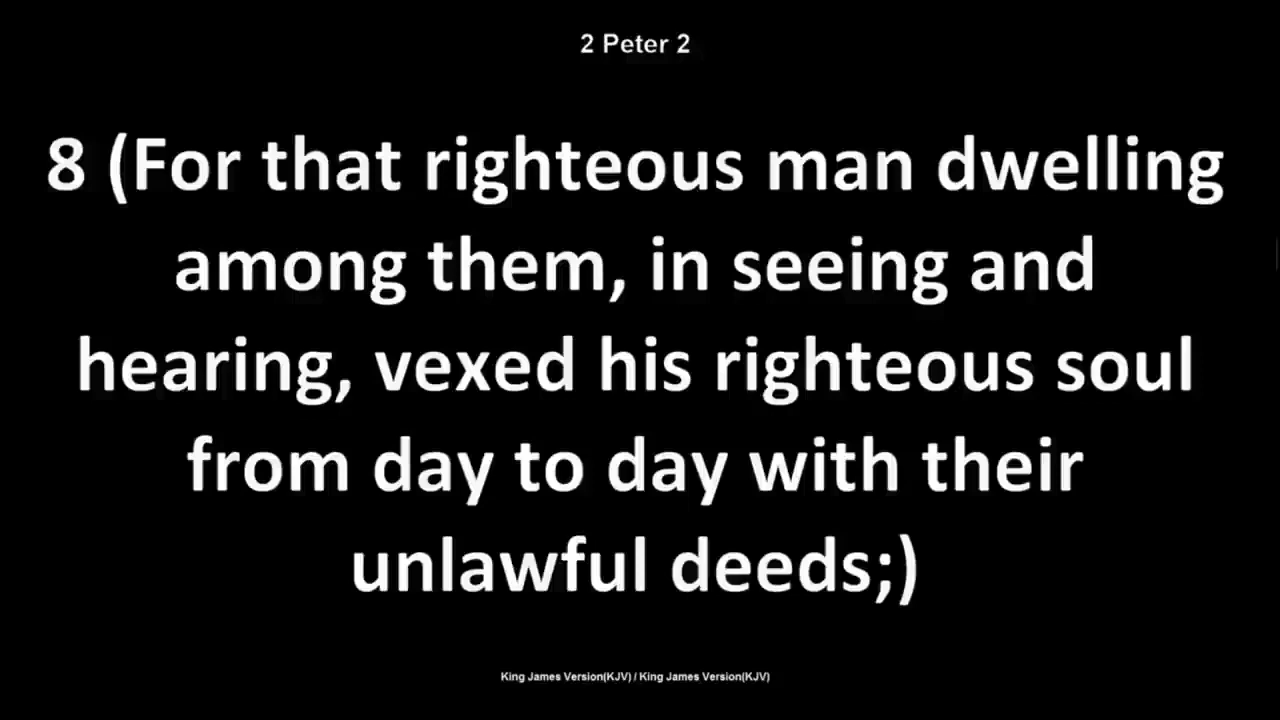 2 Peter 2
8 (For that righteous man dwelling
among them, in seeing and
hearing, vexed his righteous soul
from day to day with their
unlawful deeds;)
King James Version(KJV) / King James Version(KJV)